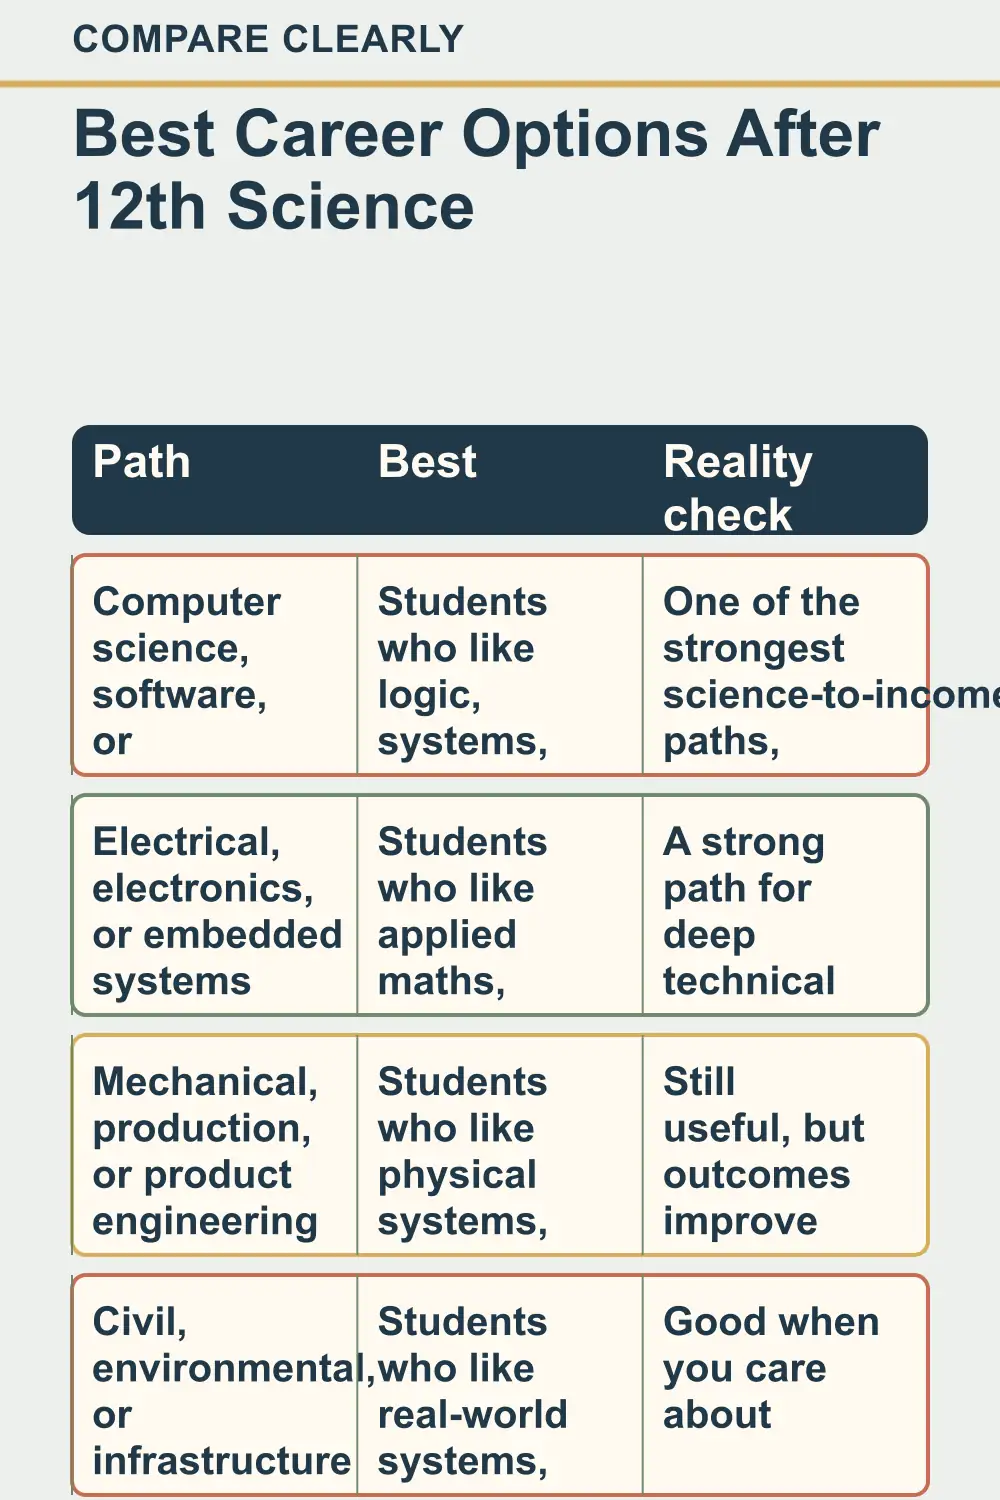 COMPARE CLEARLY
Best Career Options After
12th Science
Path
Best
Reality
check
Computer
science,
software,
or
Students
who like
logic,
systems,
One of the
strongest
science-to-income
paths,
Electrical,
electronics,
or embedded
systems
Students
who like
applied
maths,
A strong
path for
deep
technical
Mechanical,
production,
or product
engineering
Students
who like
physical
systems,
Still
useful, but
outcomes
improve
Civil,
environmental,
or
infrastructure
Students
who like
real-world
systems,
Good when
you care
about